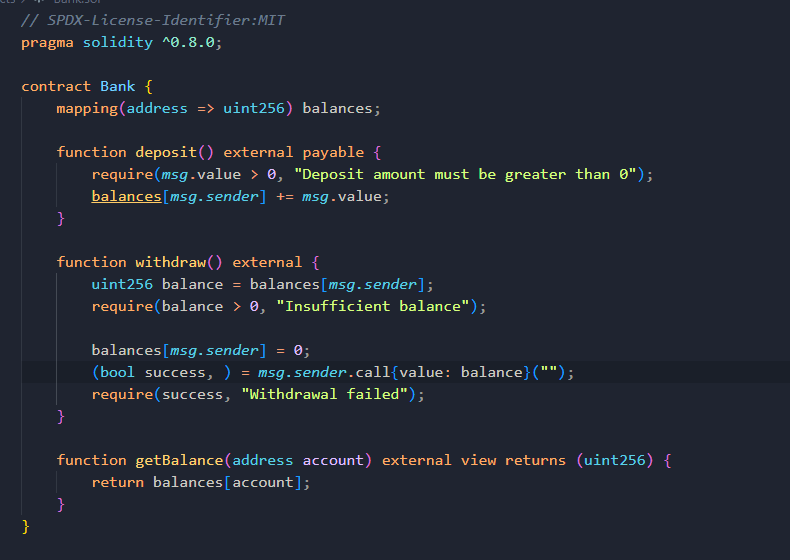 // SPDX-License-Identifier:MIT
pragma solidity ^0.8.0;

contract Bank {
    mapping(address => uint256) balances;

    function deposit() external payable {
        require(msg.value > 0, "Deposit amount must be greater than 0");
        balances[msg.sender] += msg.value;
    }

    function withdraw() external {
        uint256 balance = balances[msg.sender];
        require(balance > 0, "Insufficient balance");

        balances[msg.sender] = 0;
        (bool success, ) = msg.sender.call{value: balance}("");
        require(success, "Withdrawal failed");
    }

    function getBalance(address account) external view returns (uint256) {
        return balances[account];
    }
}